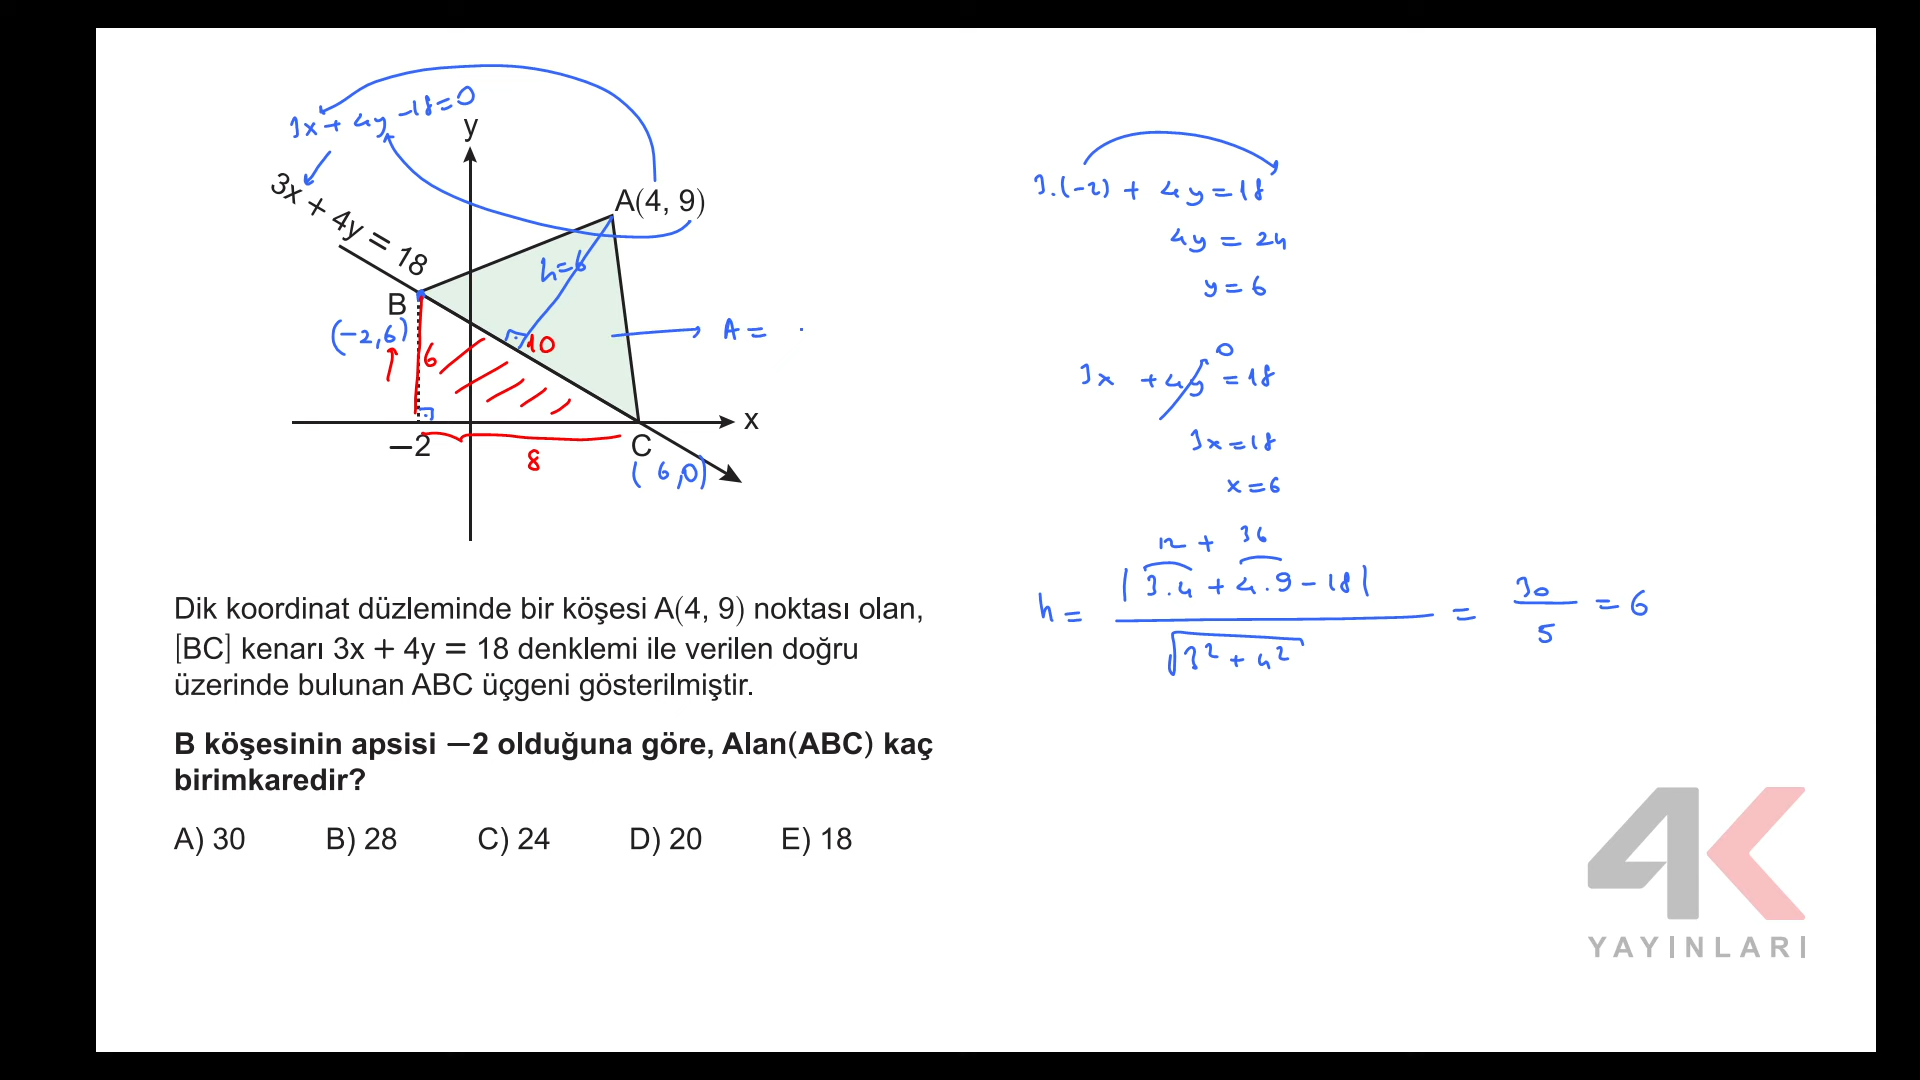 3x + 4y -18=0
y
3x + 4y = 18
A(4, 9)
h=6
B
(-2,6)
6
10
A =
x
−2
8
C
(6,0)
3.(-2) + 4y = 18
4y = 24
y = 6
0
3x + 4y = 18
3x = 18
x = 6
12 + 36
h = |3.4 + 4.9 - 18| / √3² + 4² = 30 / 5 = 6
Dik koordinat düzleminde bir köşesi A(4, 9) noktası olan,
[BC] kenarı 3x + 4y = 18 denklemi ile verilen doğru
üzerinde bulunan ABC üçgeni gösterilmiştir.
B köşesinin apsisi −2 olduğuna göre, Alan(ABC) kaç
birimkaredir?
A) 30 B) 28 C) 24 D) 20 E) 18
4K
YAYINLARI